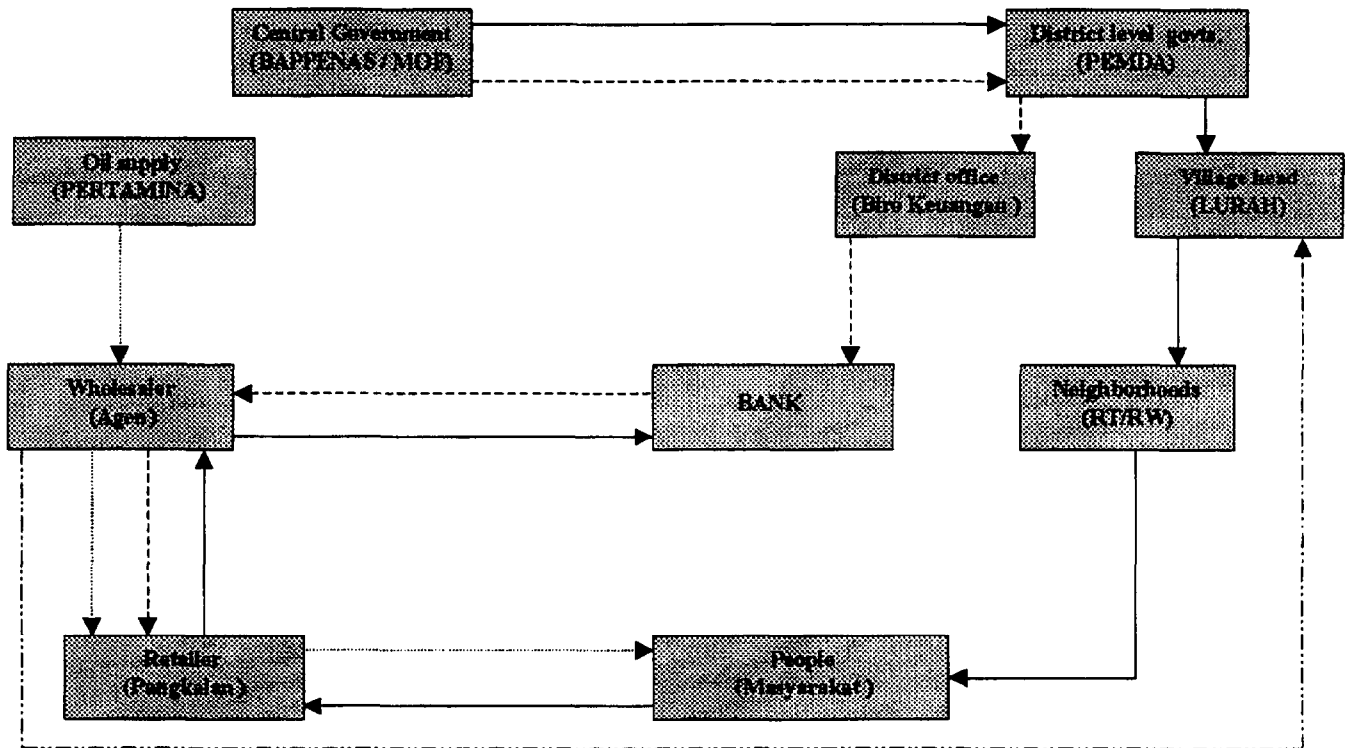 Central Government
(BAPPENAS / MOF)
District level govts.
(PEMDA)
Oil supply
(PERTAMINA)
District office
(Biro Keuangan )
Village head
(LURAH)
Wholesaler
(Agen)
BANK
Neighborhoods
(RT/RW)
Retailer
(Pangkalan )
People
(Masyarakat )